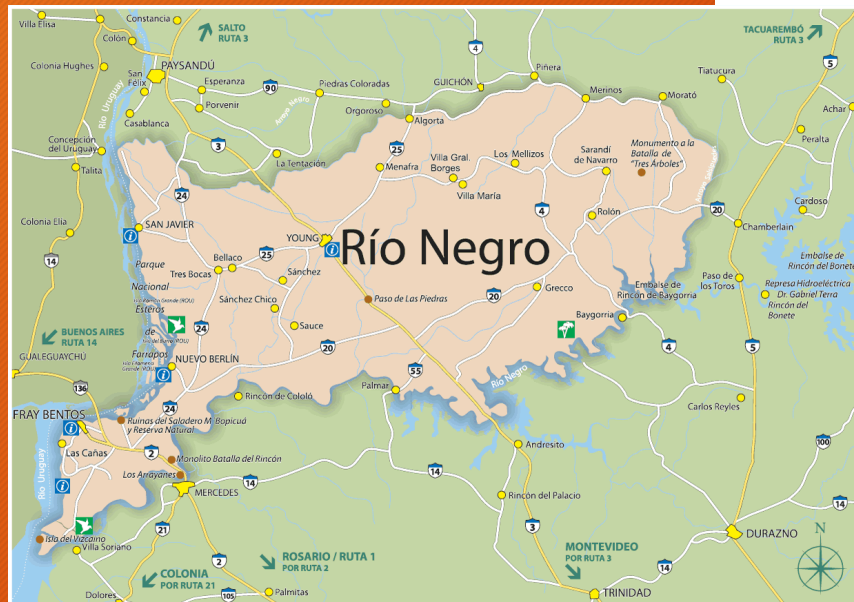 Villa Elisa
Constancia
SALTO
RUTA 3
TACUAREMBÓ
RUTA 3
Colón
4
5
Colonia Hughes
PAYSANDÚ
San
Félix
Esperanza
90
Piedras Coloradas
GUICHÓN
Piñera
Tiatucura
Porvenir
Merinos
Morató
Río Uruguay
Casablanca
Orgoroso
Algorta
Achar
3
25
Peralta
Concepción
del Uruguay
Talita
La Tentación
Menafra
Villa Gral.
Borges
Los Mellizos
Sarandí
de Navarro
Monumento a la
Batalla de
"Tres Árboles"
24
Villa María
Cardoso
4
Rolón
20
Chamberlain
Colonia Elia
SAN JAVIER
YOUNG
Río Negro
14
Parque
Nacional
Esteros
de
Farrapos
Bellaco
25
Tres Bocas
Sánchez
Embalse de
Rincón del Bonete
Paso de
los Toros
Represa Hidroeléctrica
Dr. Gabriel Terra
Rincón del
Bonete
Grecco
Embalse de
Rincón de Baygorria
20
Sánchez Chico
Paso de Las Piedras
Baygorria
Sauce
24
BUENOS AIRES
RUTA 14
20
4
5
GUALEGUAYCHÚ
NUEVO BERLÍN
55
Río Negro
136
Palmar
Rincón de Cololó
Carlos Reyles
24
FRAY BENTOS
Ruinas del Saladero M. Bopicuá
y Reserva Natural
Andresito
100
Las Cañas
2
Monolito Batalla del Rincón
14
Río Uruguay
Los Arrayanes
14
MERCEDES
Rincón del Palacio
14
21
3
Isla del Vizcaíno
Villa Soriano
DURAZNO
N
ROSARIO / RUTA 1
POR RUTA 2
MONTEVIDEO
POR RUTA 3
2
14
COLONIA
POR RUTA 21
Dolores
105
Palmitas
TRINIDAD